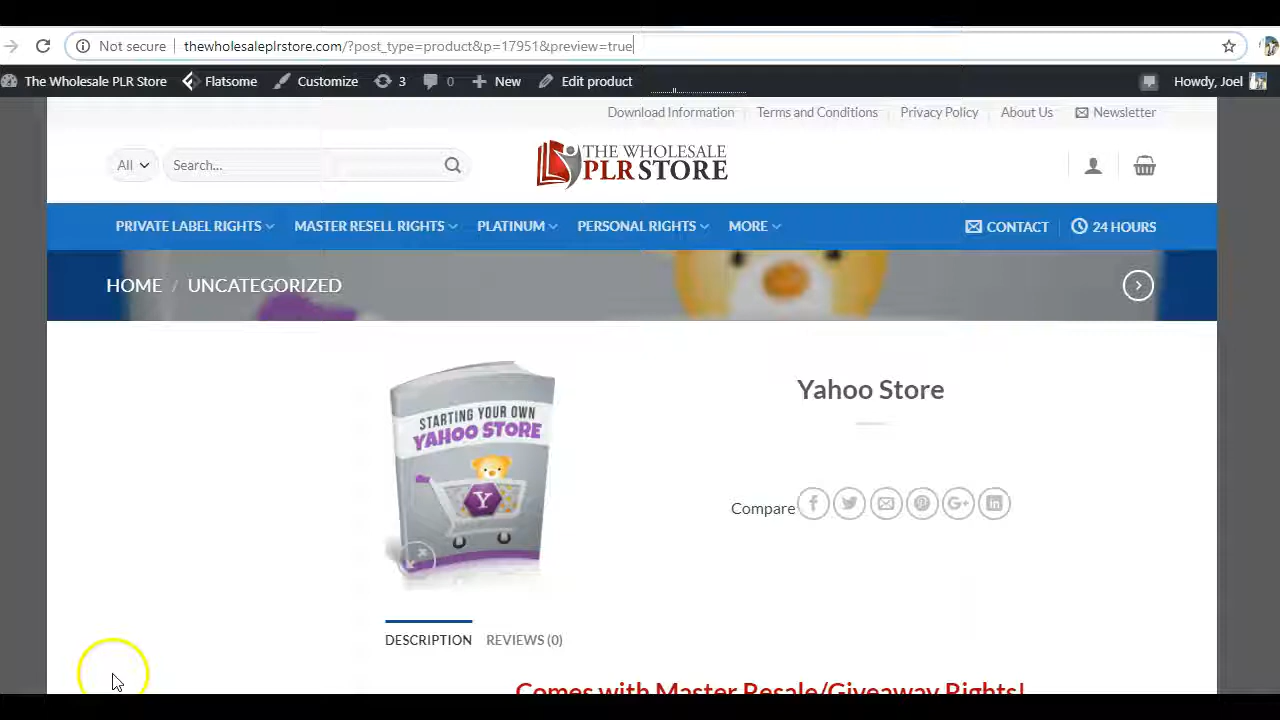 Not secure thewholesaleplrstore.com/?post_type=product&p=17951&preview=true
The Wholesale PLR Store Flatsome Customize 3 0 New Edit product Howdy, Joel
Download Information Terms and Conditions Privacy Policy About Us Newsletter
All Search... THE WHOLESALE
PLR STORE
PRIVATE LABEL RIGHTS MASTER RESELL RIGHTS PLATINUM PERSONAL RIGHTS MORE CONTACT 24 HOURS
HOME / UNCATEGORIZED
Yahoo Store
STARTING YOUR OWN
YAHOO STORE
Y
Compare
DESCRIPTION REVIEWS (0)
Comes with Master Resale/Giveaway Rights!